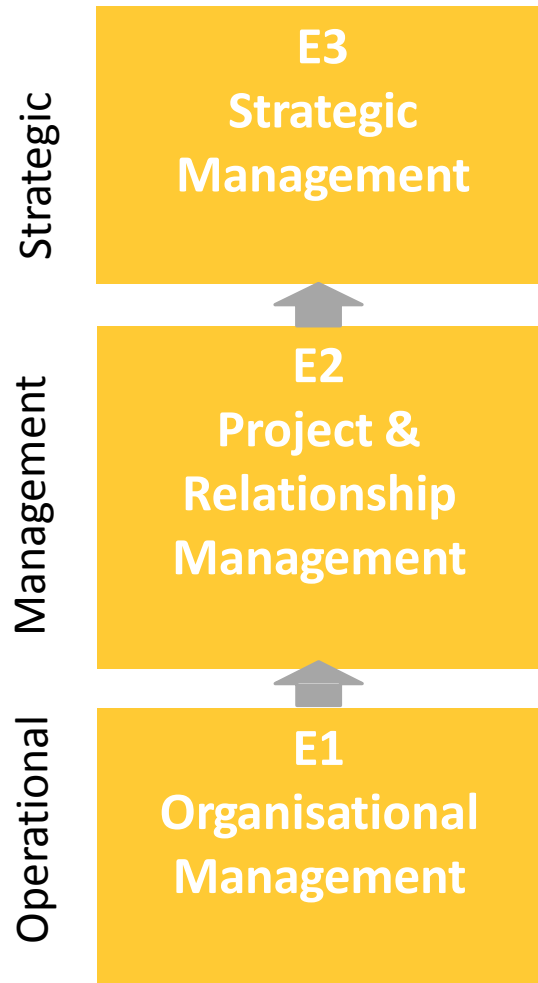 Strategic
E3
Strategic
Management
Management
E2
Project &
Relationship
Management
Operational
E1
Organisational
Management